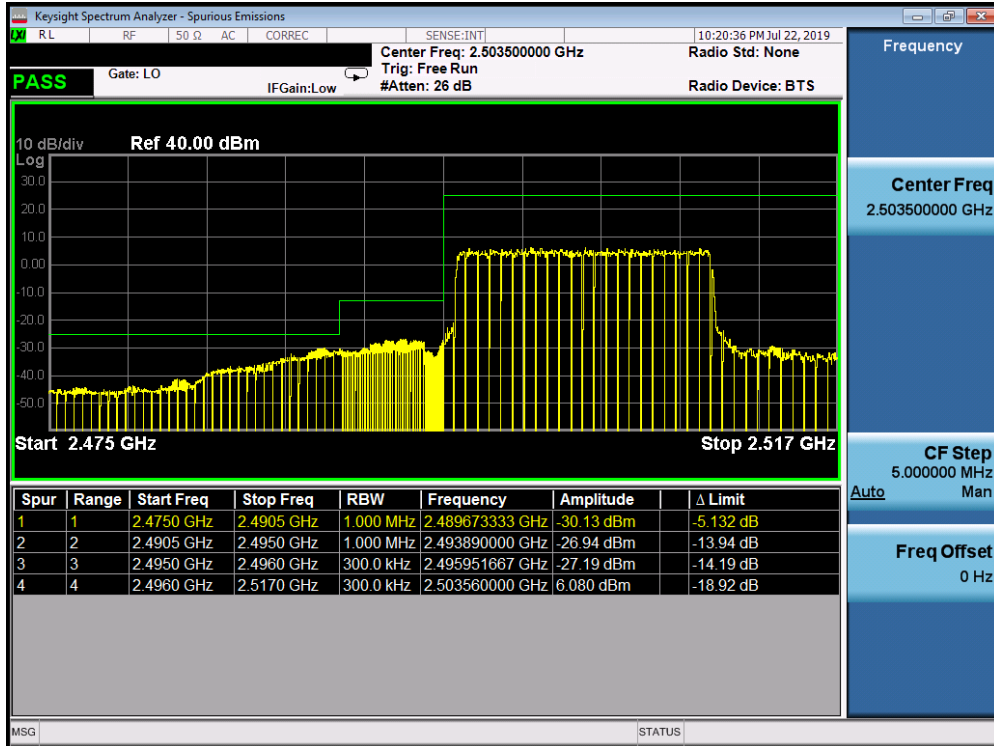 Keysight Spectrum Analyzer - Spurious Emissions
LXI RL RF 50 Ω AC CORREC SENSE:INT 10:20:36 PM Jul 22, 2019
Center Freq: 2.503500000 GHz Radio Std: None
PASS Gate: LO Trig: Free Run
IFGain:Low #Atten: 26 dB Radio Device: BTS
10 dB/div Ref 40.00 dBm
Log
30.0
20.0
10.0
0.00
-10.0
-20.0
-30.0
-40.0
-50.0
Start 2.475 GHz Stop 2.517 GHz
Spur Range Start Freq Stop Freq RBW Frequency Amplitude Δ Limit
1 1 2.4750 GHz 2.4905 GHz 1.000 MHz 2.489673333 GHz -30.13 dBm -5.132 dB
2 2 2.4905 GHz 2.4950 GHz 1.000 MHz 2.493890000 GHz -26.94 dBm -13.94 dB
3 3 2.4950 GHz 2.4960 GHz 300.0 kHz 2.495951667 GHz -27.19 dBm -14.19 dB
4 4 2.4960 GHz 2.5170 GHz 300.0 kHz 2.503560000 GHz 6.080 dBm -18.92 dB
MSG STATUS
Frequency
Center Freq
2.503500000 GHz
CF Step
5.000000 MHz
Auto Man
Freq Offset
0 Hz